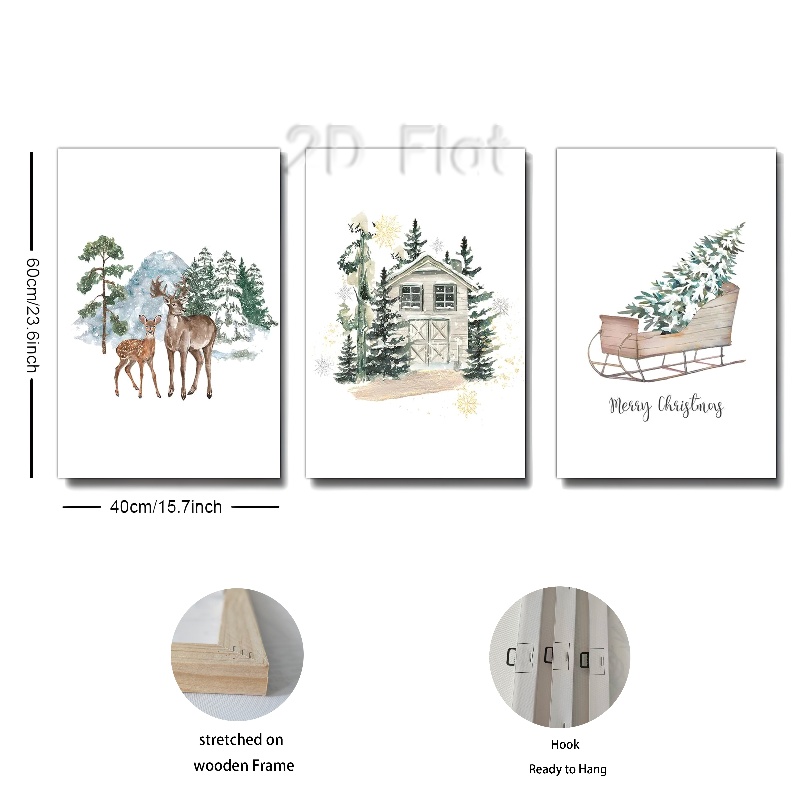 2D Flat
60cm/23.6inch
Merry Christmas
40cm/15.7inch
stretched on
wooden Frame
Hook
Ready to Hang